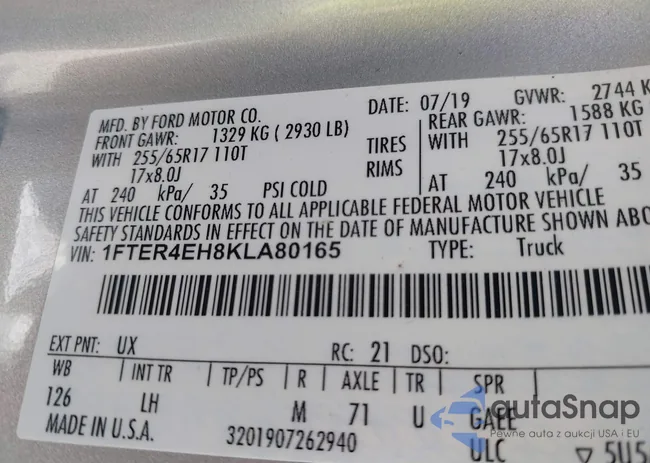 MFD. BY FORD MOTOR CO.
DATE: 07/19 GVWR: 2744 K
FRONT GAWR: 1329 KG ( 2930 LB)
REAR GAWR: 1588 KG
WITH 255/65R17 110T TIRES WITH 255/65R17 110T
17x8.0J RIMS 17x8.0J
AT 240 kPa/ 35 PSI COLD AT 240 kPa/ 35
THIS VEHICLE CONFORMS TO ALL APPLICABLE FEDERAL MOTOR VEHICLE
SAFETY STANDARDS IN EFFECT ON THE DATE OF MANUFACTURE SHOWN ABO
VIN: 1FTER4EH8KLA80165 TYPE: Truck
EXT PNT: UX RC: 21 DSO:
WB INT TR TP/PS R AXLE TR SPR
126 LH M 71 U GALE
MADE IN U.S.A. 3201907262940 ULC ▽ 5U5
autaSnap
Pewne auto z aukcji USA i EU